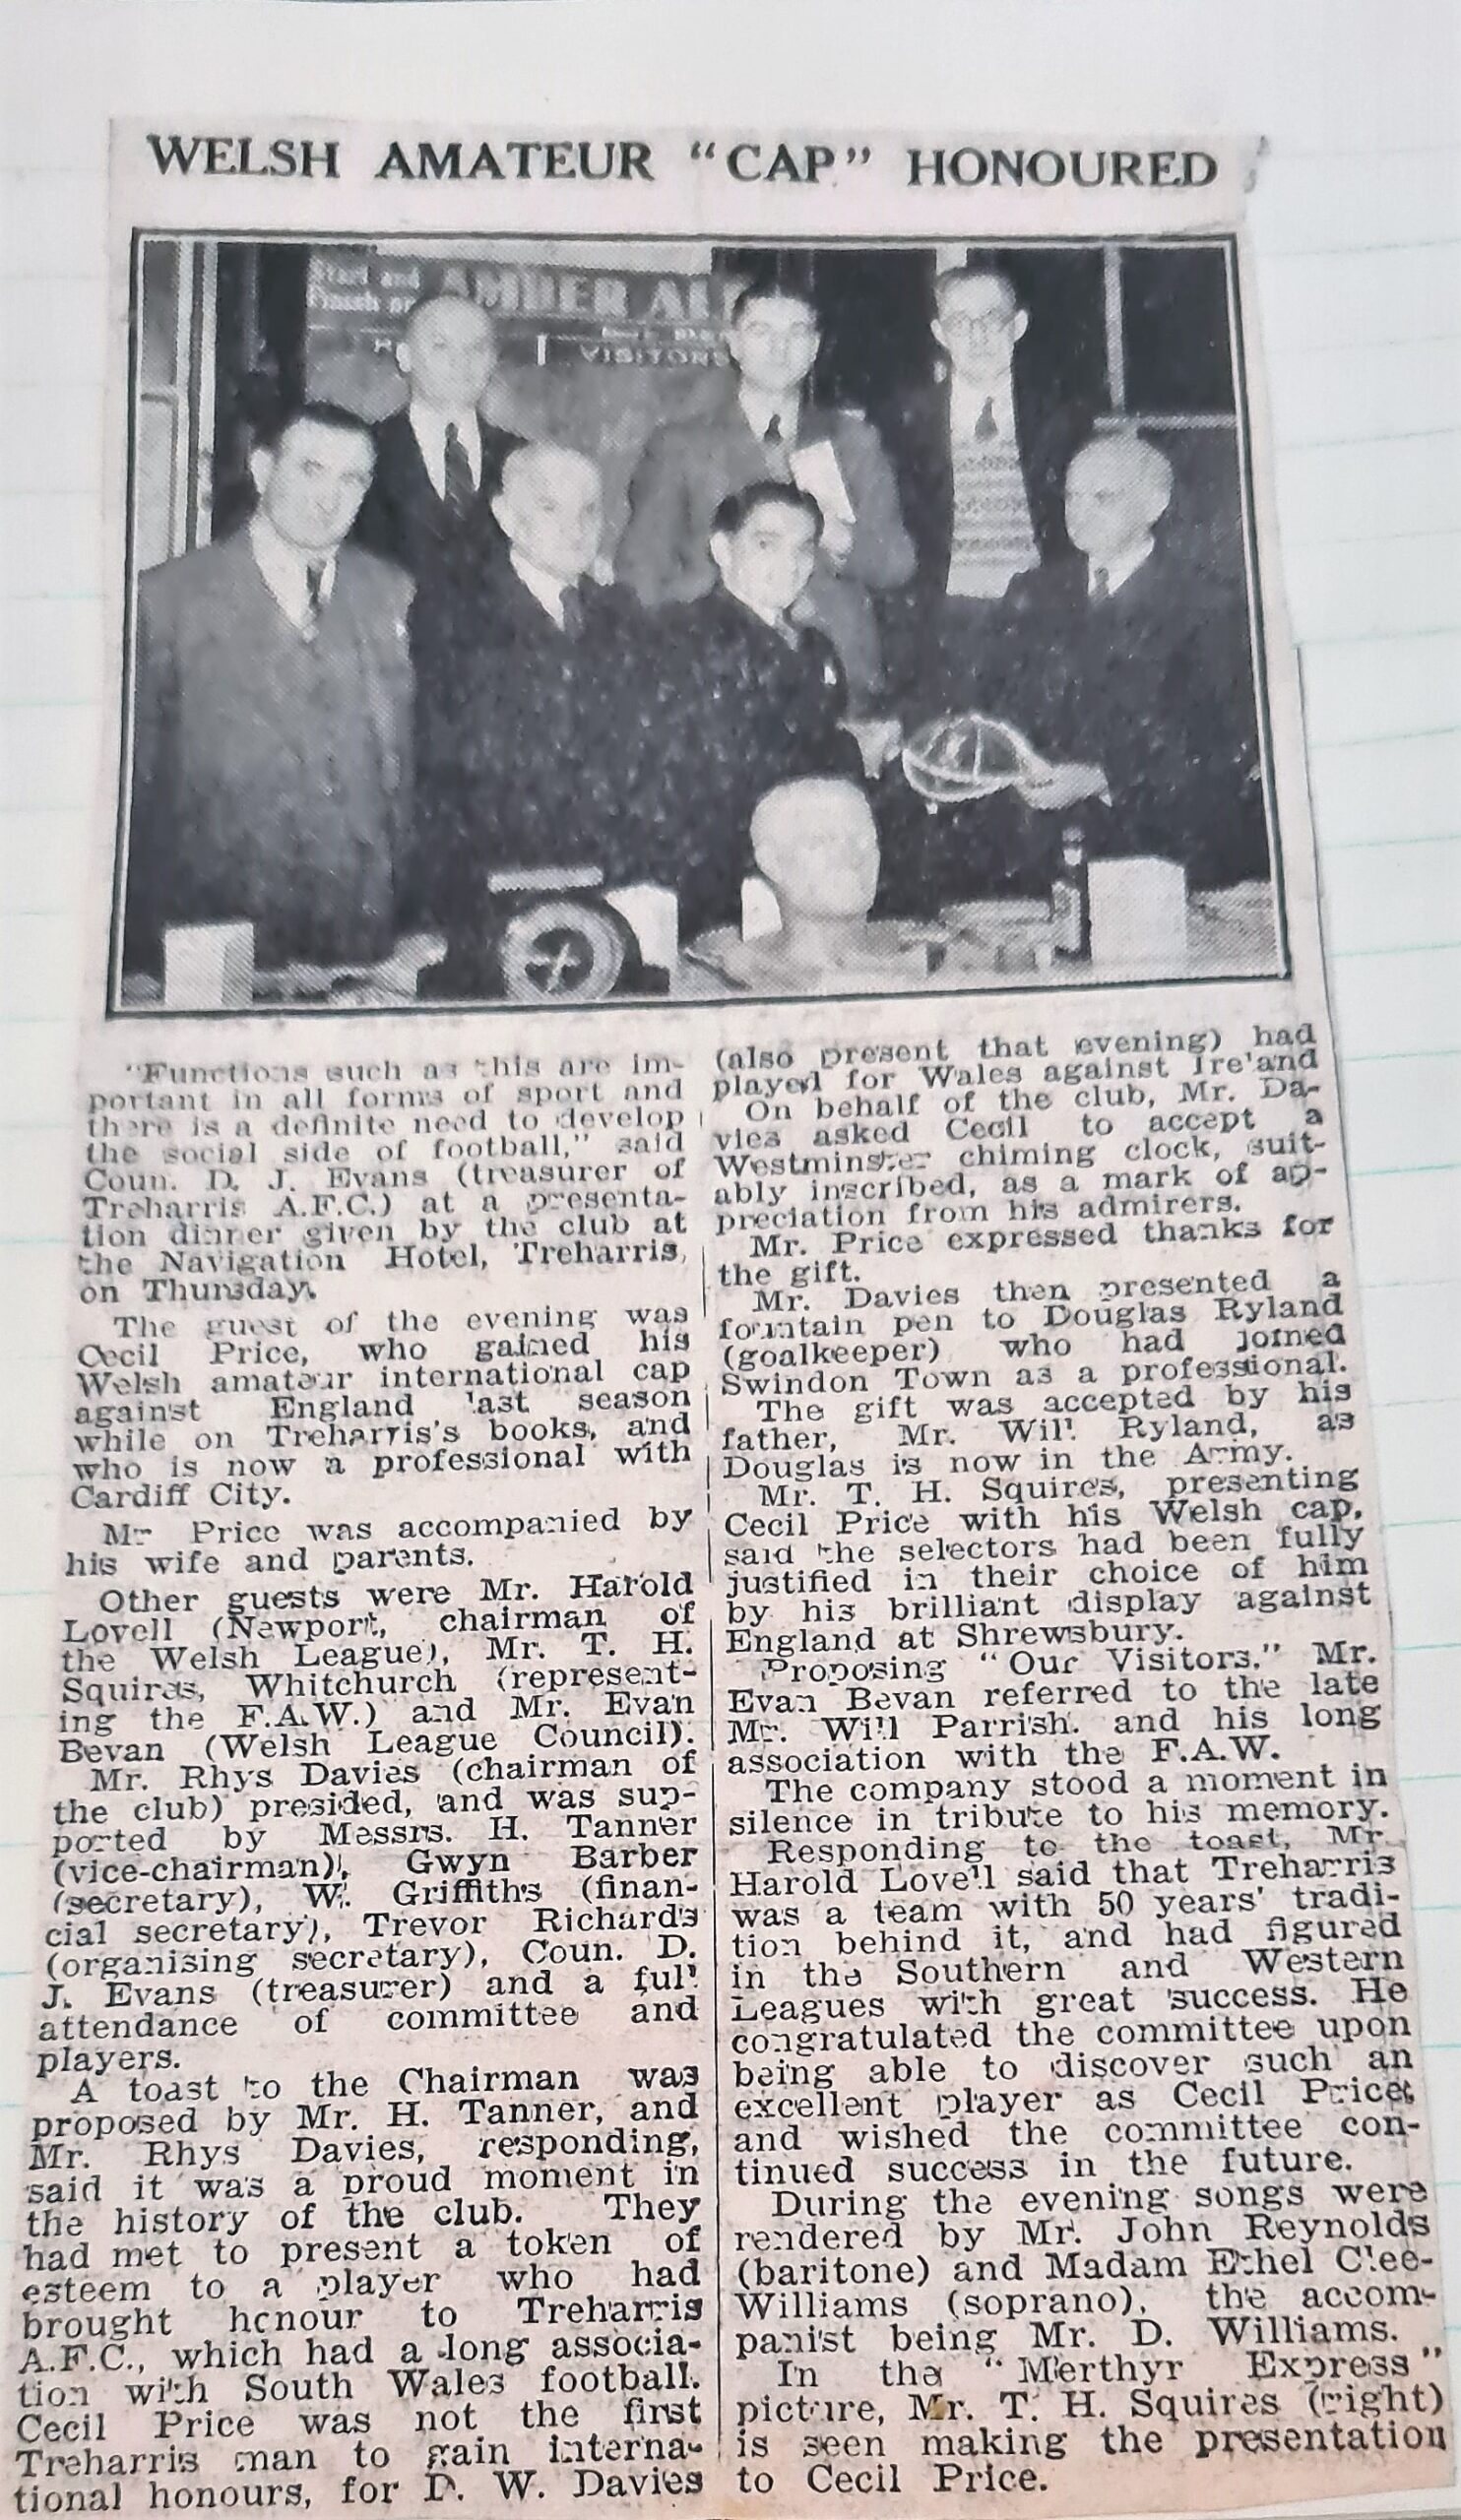 WELSH AMATEUR "CAP" HONOURED
Start and
Finish on
AMBER AL
VISITORS
"Functions such as this are im-
portant in all forms of sport and
there is a definite need to develop
the social side of football," said
Coun. D. J. Evans (treasurer of
Treharris A.F.C.) at a presenta-
tion dinner given by the club at
the Navigation Hotel, Treharris,
on Thursday.
The guest of the evening was
Cecil Price, who gained his
Welsh amateur international cap
against England last season
while on Treharris's books, and
who is now a professional with
Cardiff City.
Mr Price was accompanied by
his wife and parents.
Other guests were Mr. Harold
Lovell (Newport, chairman of
the Welsh League), Mr. T. H.
Squires, Whitchurch (represent-
ing the F.A.W.) and Mr. Evan
Bevan (Welsh League Council).
Mr. Rhys Davies (chairman of
the club) presided, and was sup-
ported by Messrs. H. Tanner
(vice-chairman), Gwyn Barber
(secretary), W. Griffiths (finan-
cial secretary), Trevor Richards
(organising secretary), Coun. D.
J. Evans (treasurer) and a full
attendance of committee and
players.
A toast to the Chairman was
proposed by Mr. H. Tanner, and
Mr. Rhys Davies, responding,
said it was a proud moment in
the history of the club. They
had met to present a token of
esteem to a player who had
brought honour to Treharris
A.F.C., which had a long associa-
tion with South Wales football.
Cecil Price was not the first
Treharris man to gain interna-
tional honours, for D. W. Davies
(also present that evening) had
played for Wales against Ireland
On behalf of the club, Mr. Da-
vies asked Cecil to accept a
Westminster chiming clock, suit-
ably inscribed, as a mark of ap-
preciation from his admirers.
Mr. Price expressed thanks for
the gift.
Mr. Davies then presented a
fountain pen to Douglas Ryland
(goalkeeper) who had joined
Swindon Town as a professional.
The gift was accepted by his
father, Mr. Will Ryland, as
Douglas is now in the Army.
Mr. T. H. Squires, presenting
Cecil Price with his Welsh cap,
said the selectors had been fully
justified in their choice of him
by his brilliant display against
England at Shrewsbury.
Proposing "Our Visitors," Mr.
Evan Bevan referred to the late
Mr. Will Parrish. and his long
association with the F.A.W.
The company stood a moment in
silence in tribute to his memory.
Responding to the toast, Mr.
Harold Lovell said that Treharris
was a team with 50 years' tradi-
tion behind it, and had figured
in the Southern and Western
Leagues with great success. He
congratulated the committee upon
being able to discover such an
excellent player as Cecil Price
and wished the committee con-
tinued success in the future.
During the evening songs were
rendered by Mr. John Reynolds
(baritone) and Madam Ethel Clee-
Williams (soprano), the accom-
panist being Mr. D. Williams.
In the "Merthyr Express"
picture, Mr. T. H. Squires (right)
is seen making the presentation
to Cecil Price.